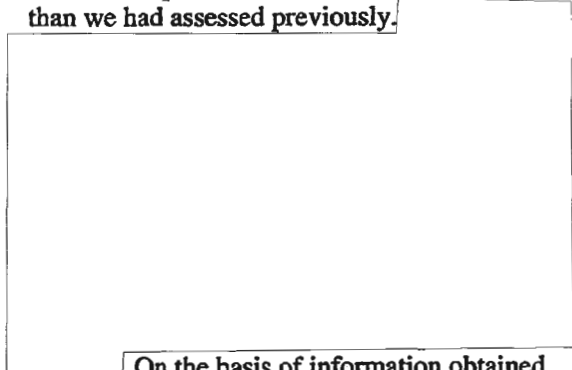 than we had assessed previously.
On the basis of information obtained